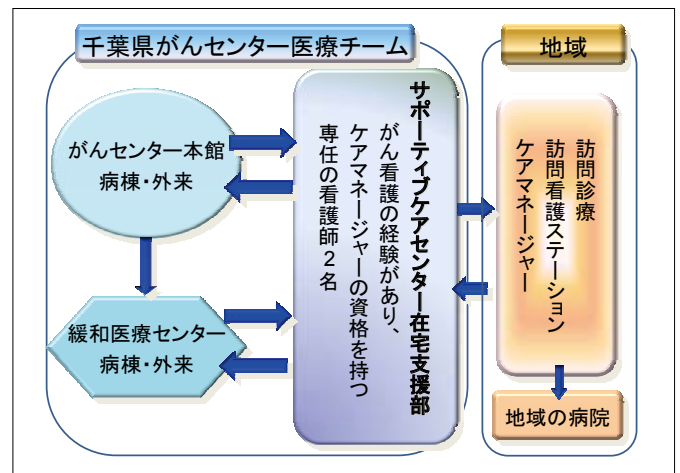 千葉県がんセンター医療チーム
地域
がんセンター本館
病棟・外来
緩和医療センター
病棟・外来
サポーティブケアセンター在宅支援部
がん看護の経験があり、
ケアマネージャーの資格を持つ
専任の看護師2名
訪問診療
訪問看護ステーション
ケアマネージャー
地域の病院